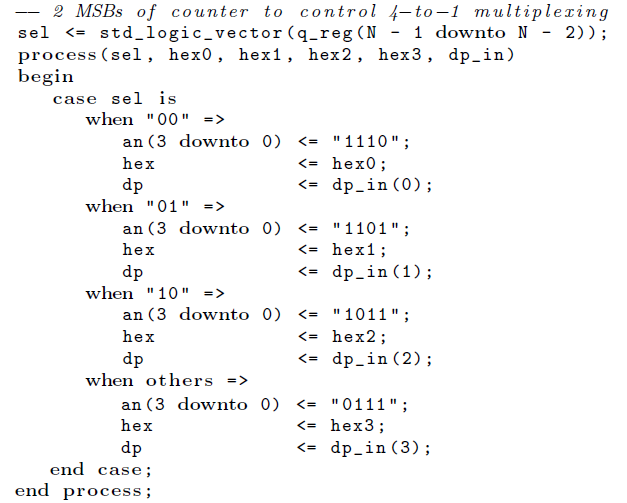 -- 2 MSBs of counter to control 4-to-1 multiplexing
sel <= std_logic_vector(q_reg(N - 1 downto N - 2));
process(sel, hex0, hex1, hex2, hex3, dp_in)
begin
   case sel is
      when "00" =>
         an(3 downto 0) <= "1110";
         hex            <= hex0;
         dp             <= dp_in(0);
      when "01" =>
         an(3 downto 0) <= "1101";
         hex            <= hex1;
         dp             <= dp_in(1);
      when "10" =>
         an(3 downto 0) <= "1011";
         hex            <= hex2;
         dp             <= dp_in(2);
      when others =>
         an(3 downto 0) <= "0111";
         hex            <= hex3;
         dp             <= dp_in(3);
   end case;
end process;